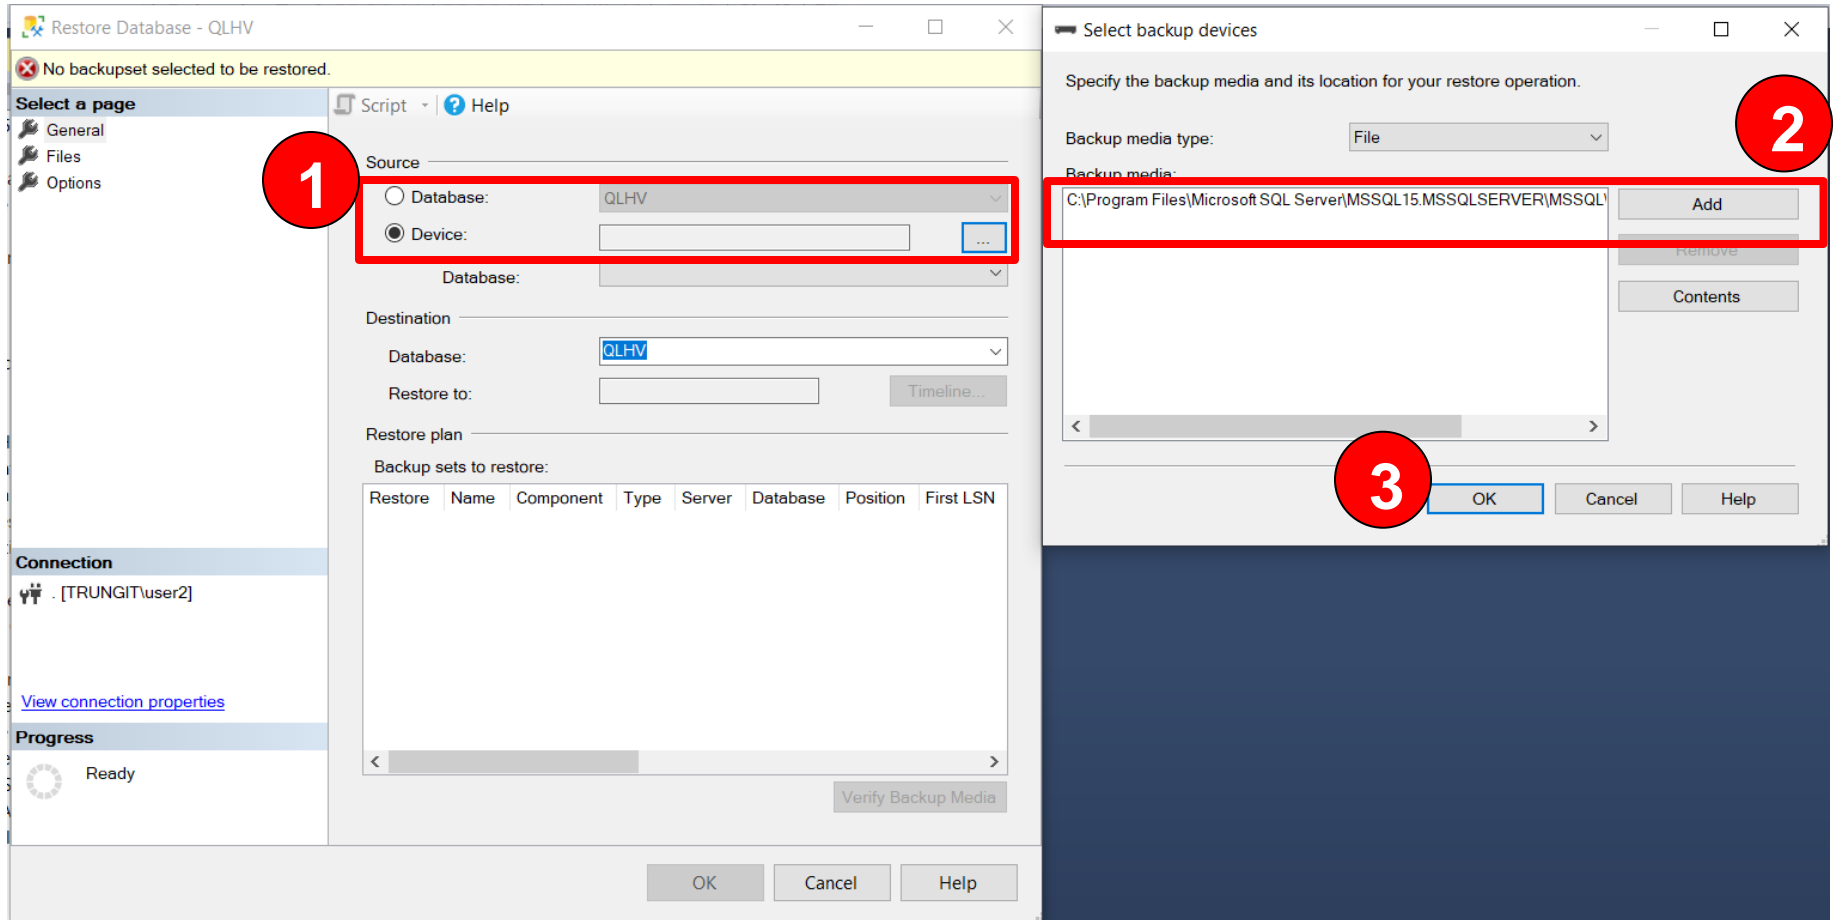 Restore Database - QLHV
No backupset selected to be restored.
Select a page
General
Files
Options
Script
Help
1
Source
Database:
QLHV
Device:
...
Database:
Destination
Database:
QLHV
Restore to:
Timeline...
Restore plan
Backup sets to restore:
Restore Name Component Type Server Database Position First LSN
Connection
. [TRUNGIT\user2]
View connection properties
Progress
Ready
Verify Backup Media
OK Cancel Help
Select backup devices
Specify the backup media and its location for your restore operation.
2
Backup media type:
File
Backup media:
C:\Program Files\Microsoft SQL Server\MSSQL15.MSSQLSERVER\MSSQL\
Add
Remove
Contents
3
OK Cancel Help